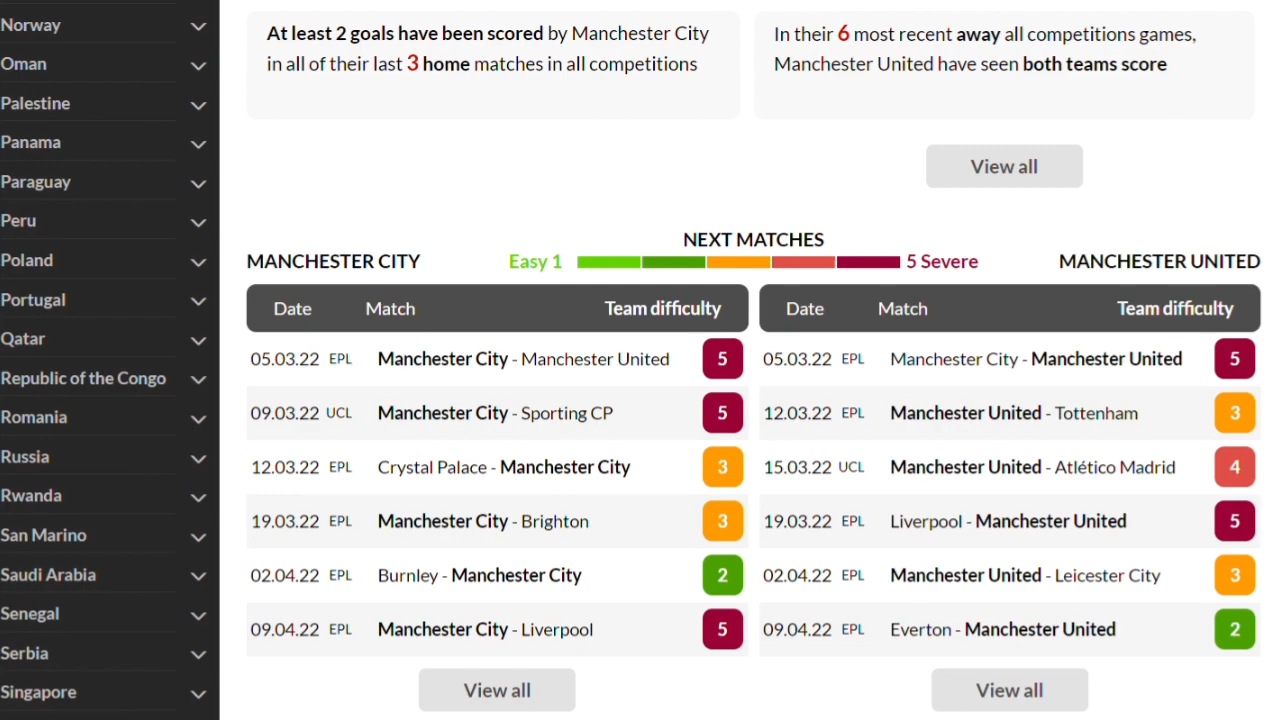 Norway
Oman
Palestine
Panama
Paraguay
Peru
Poland
Portugal
Qatar
Republic of the Congo
Romania
Russia
Rwanda
San Marino
Saudi Arabia
Senegal
Serbia
Singapore
At least 2 goals have been scored by Manchester City
in all of their last 3 home matches in all competitions
In their 6 most recent away all competitions games,
Manchester United have seen both teams score
View all
NEXT MATCHES
MANCHESTER CITY
Easy 1
5 Severe
MANCHESTER UNITED
Date Match Team difficulty
05.03.22 EPL Manchester City - Manchester United 5
09.03.22 UCL Manchester City - Sporting CP 5
12.03.22 EPL Crystal Palace - Manchester City 3
19.03.22 EPL Manchester City - Brighton 3
02.04.22 EPL Burnley - Manchester City 2
09.04.22 EPL Manchester City - Liverpool 5
View all
Date Match Team difficulty
05.03.22 EPL Manchester City - Manchester United 5
12.03.22 EPL Manchester United - Tottenham 3
15.03.22 UCL Manchester United - Atlético Madrid 4
19.03.22 EPL Liverpool - Manchester United 5
02.04.22 EPL Manchester United - Leicester City 3
09.04.22 EPL Everton - Manchester United 2
View all